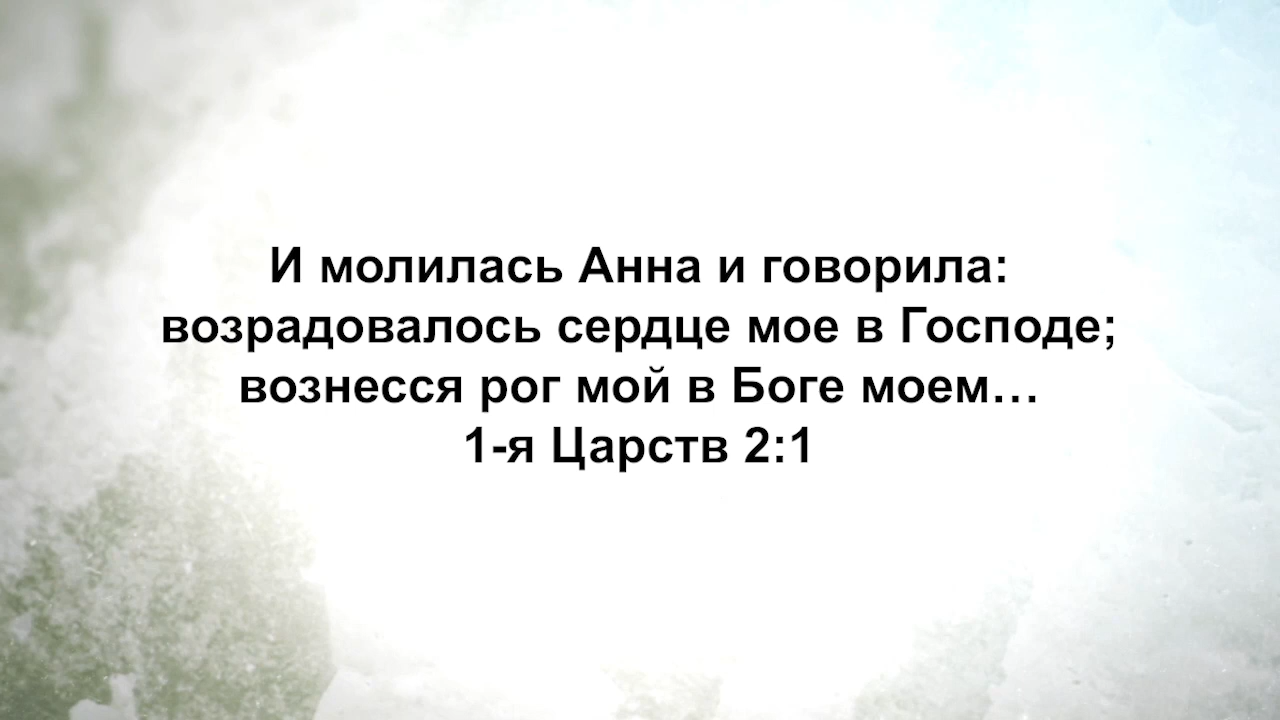 И молилась Анна и говорила:
возрадовалось сердце мое в Господе;
вознесся рог мой в Боге моем…
1-я Царств 2:1